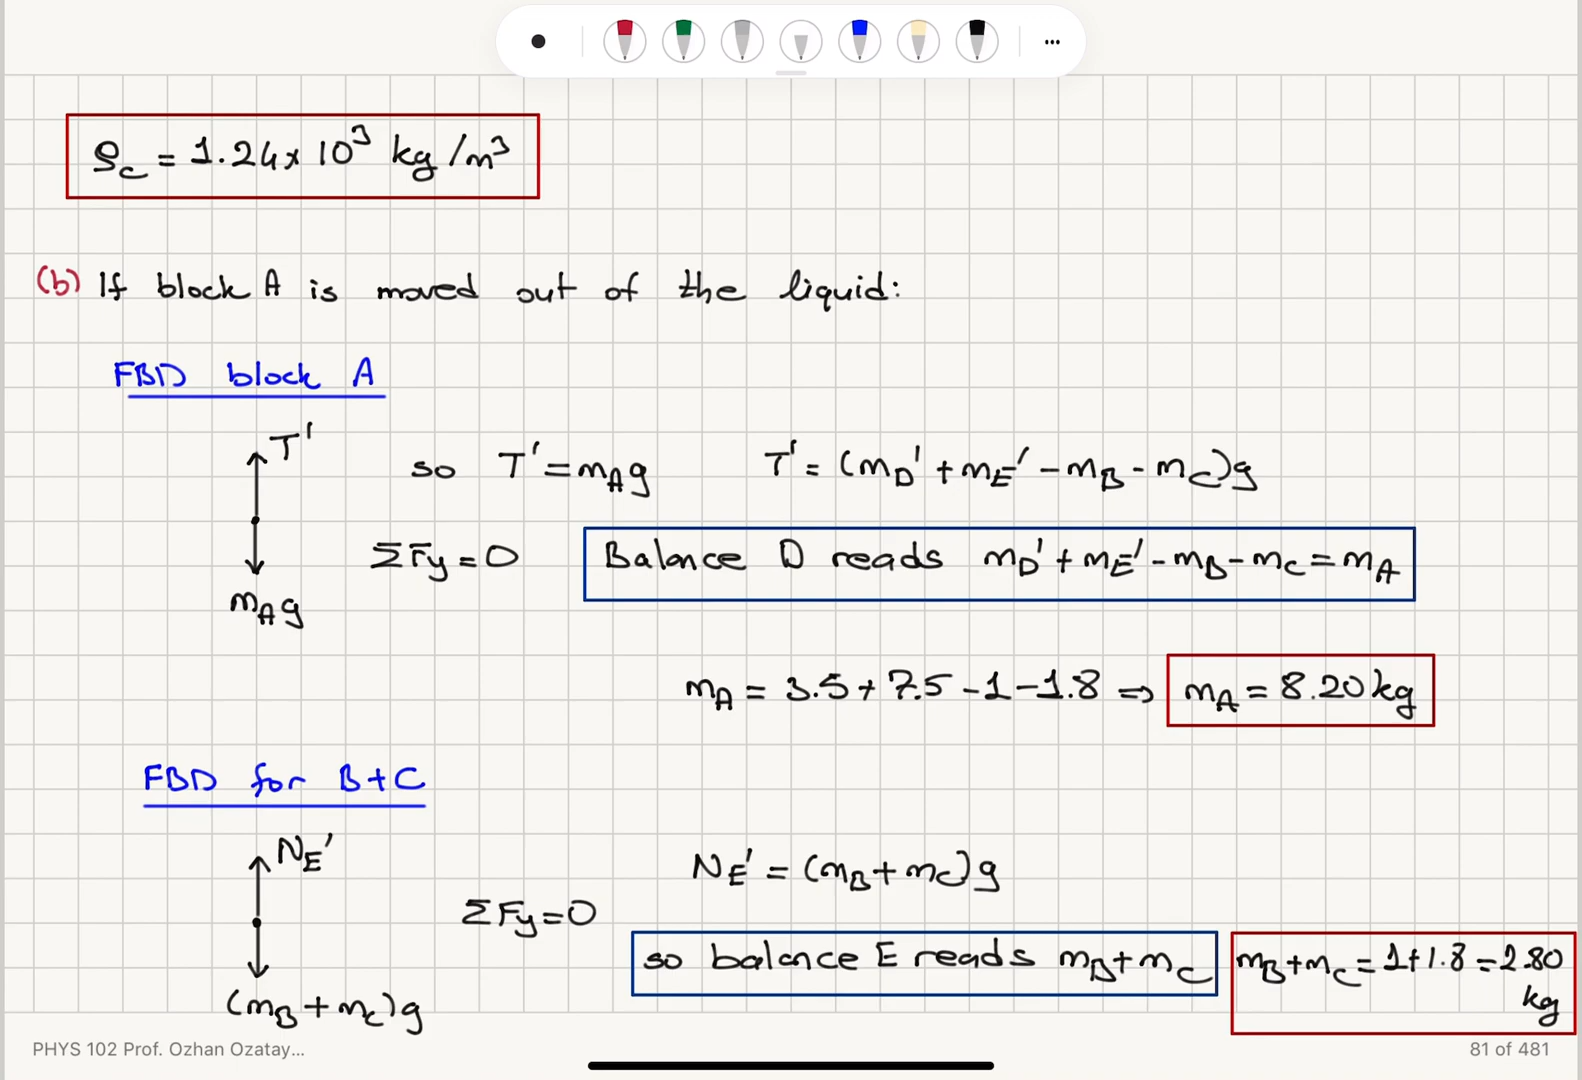 ρc = 1.24 x 10³ kg/m³
(b) If block A is moved out of the liquid:
FBD block A
T'
so T' = mAg T' = (mD' + mE' - mB - mC)g
ΣFy = 0 Balance D reads mD' + mE' - mB - mC = mA
mAg
mA = 3.5 + 7.5 - 1 - 1.8 ⇒ mA = 8.20 kg
FBD for B+C
NE'
NE' = (mB + mC)g
ΣFy = 0
so balance E reads mB + mC mB + mC = 1 + 1.8 = 2.80
kg
(mB + mC)g
PHYS 102 Prof. Ozhan Ozatay... 81 of 481